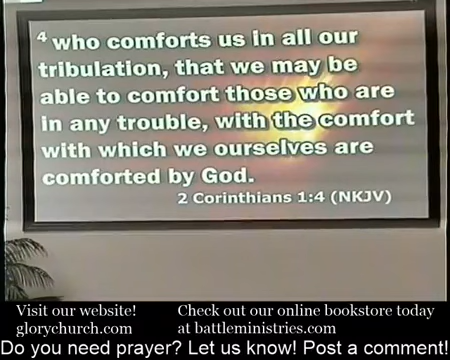 4 who comforts us in all our
tribulation, that we may be
able to comfort those who are
in any trouble, with the comfort
with which we ourselves are
comforted by God.
2 Corinthians 1:4 (NKJV)
Visit our website!
glorychurch.com
Check out our online bookstore today
at battleministries.com
Do you need prayer? Let us know! Post a comment!